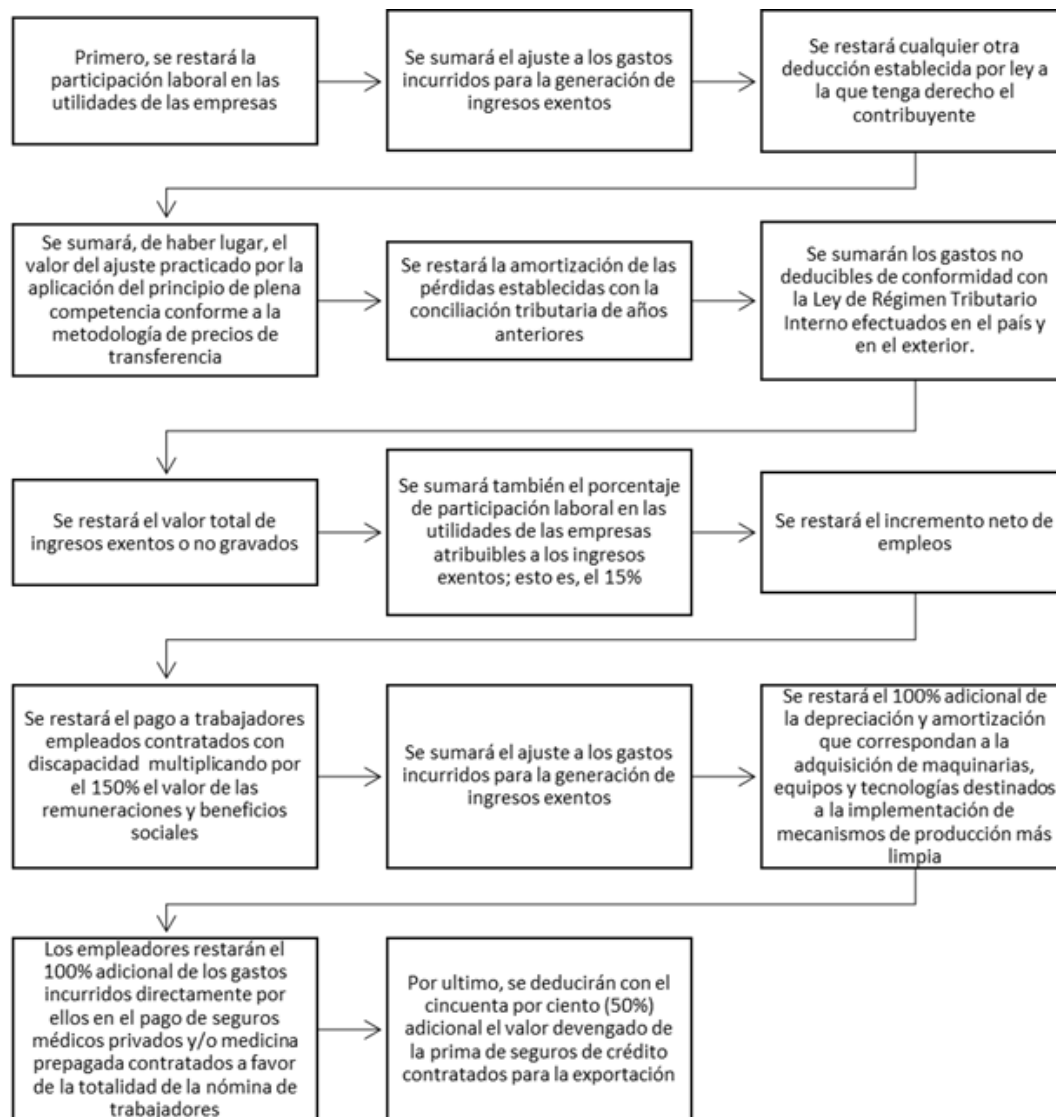 Primero, se restará la
participación laboral en las
utilidades de las empresas
Se sumará el ajuste a los gastos
incurridos para la generación de
ingresos exentos
Se restará cualquier otra
deducción establecida por ley a
la que tenga derecho el
contribuyente
Se sumará, de haber lugar, el
valor del ajuste practicado por la
aplicación del principio de plena
competencia conforme a la
metodología de precios de
transferencia
Se restará la amortización de las
pérdidas establecidas con la
conciliación tributaria de años
anteriores
Se sumarán los gastos no
deducibles de conformidad con
la Ley de Régimen Tributario
Interno efectuados en el país y
en el exterior.
Se restará el valor total de
ingresos exentos o no gravados
Se sumará también el porcentaje
de participación laboral en las
utilidades de las empresas
atribuibles a los ingresos
exentos; esto es, el 15%
Se restará el incremento neto de
empleos
Se restará el pago a trabajadores
empleados contratados con
discapacidad multiplicando por
el 150% el valor de las
remuneraciones y beneficios
sociales
Se sumará el ajuste a los gastos
incurridos para la generación de
ingresos exentos
Se restará el 100% adicional de
la depreciación y amortización
que correspondan a la
adquisición de maquinarias,
equipos y tecnologías destinados
a la implementación de
mecanismos de producción más
limpia
Los empleadores restarán el
100% adicional de los gastos
incurridos directamente por
ellos en el pago de seguros
médicos privados y/o medicina
prepagada contratados a favor
de la totalidad de la nómina de
trabajadores
Por ultimo, se deducirán con el
cincuenta por ciento (50%)
adicional el valor devengado de
la prima de seguros de crédito
contratados para la exportación